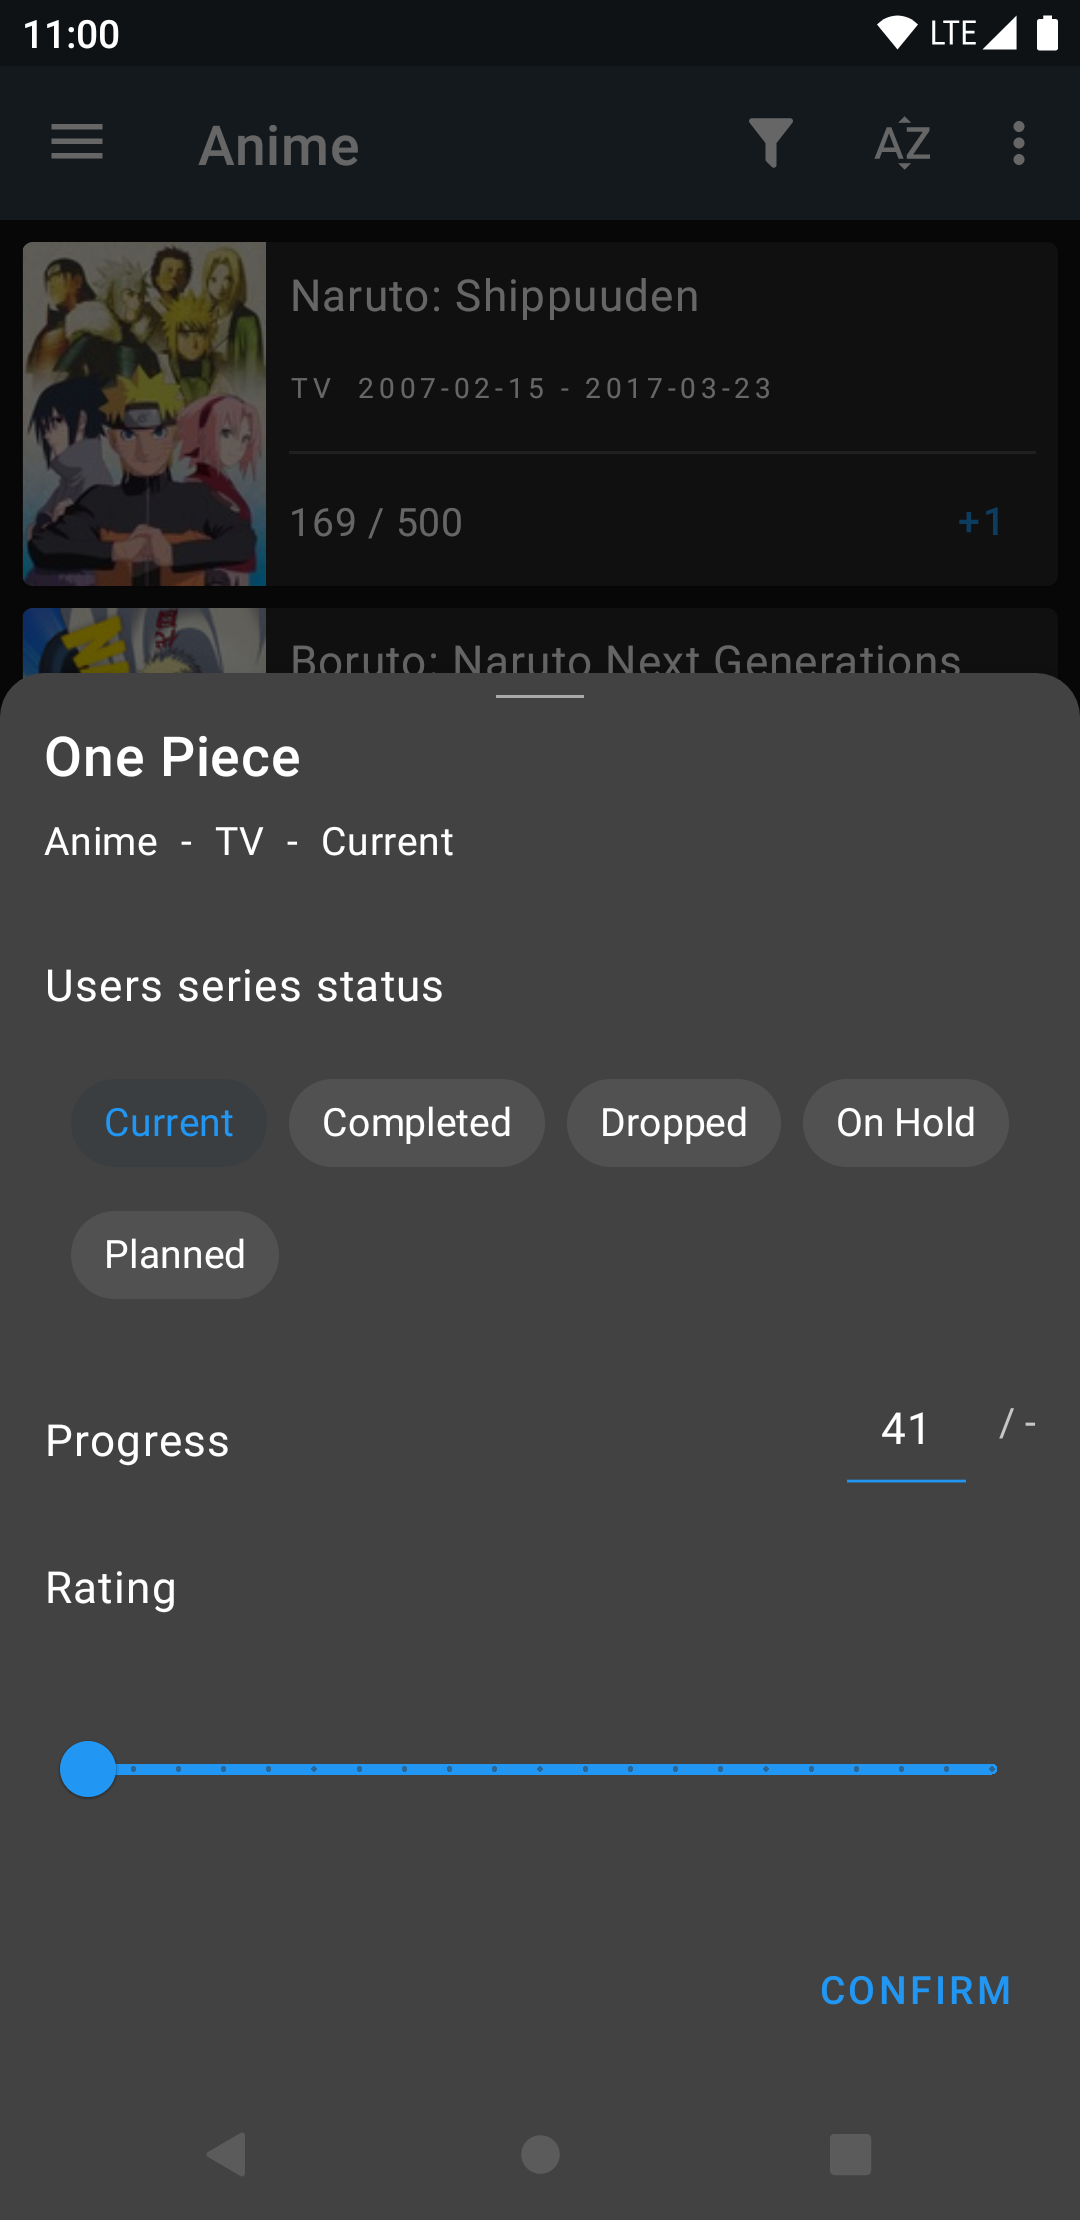 11:00 LTE
Anime AZ
Naruto: Shippuuden
TV 2007-02-15 - 2017-03-23
169 / 500 +1
Boruto: Naruto Next Generations
One Piece
Anime - TV - Current
Users series status
Current Completed Dropped On Hold
Planned
Progress 41 / -
Rating
CONFIRM